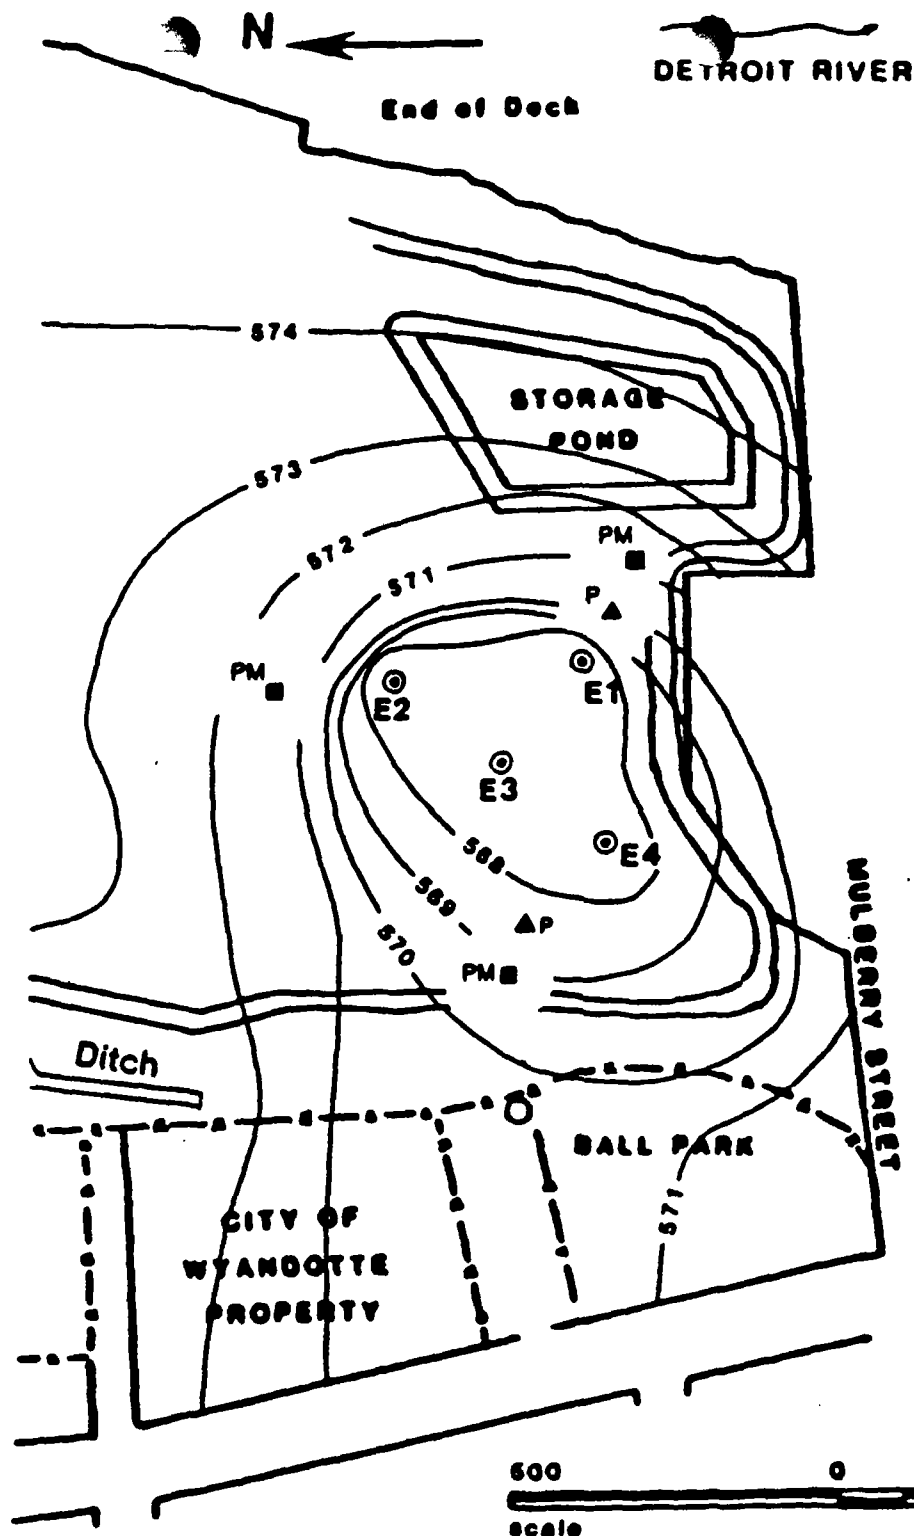 N
DETROIT RIVER
End of Dock
574
STORAGE
POND
573
572
PM
571
P
PM
E1
E2
E3
568
E4
569
P
570
PM
MULBERRY STREET
Ditch
BALL PARK
571
CITY OF
WYANDOTTE
PROPERTY
600 0
scale